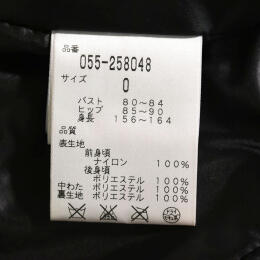 品番
055-258048
サイズ
0
バスト 80～84
ヒップ 85～90
身長 156～164
品質
表生地
前身頃
ナイロン 100%
後身頃
ポリエステル 100%
中わた ポリエステル 100%
裏生地 ポリエステル 100%
ドライ